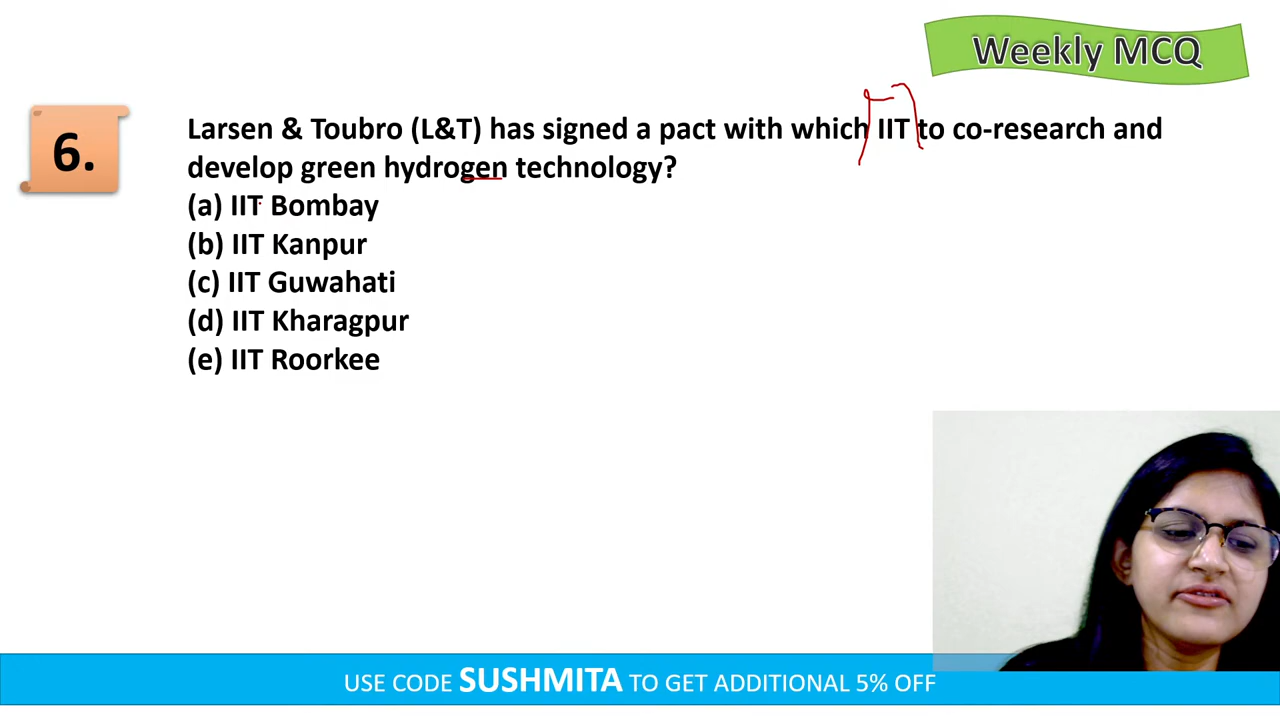 Weekly MCQ
6.
Larsen & Toubro (L&T) has signed a pact with which IIT to co-research and
develop green hydrogen technology?
(a) IIT Bombay
(b) IIT Kanpur
(c) IIT Guwahati
(d) IIT Kharagpur
(e) IIT Roorkee
USE CODE SUSHMITA TO GET ADDITIONAL 5% OFF